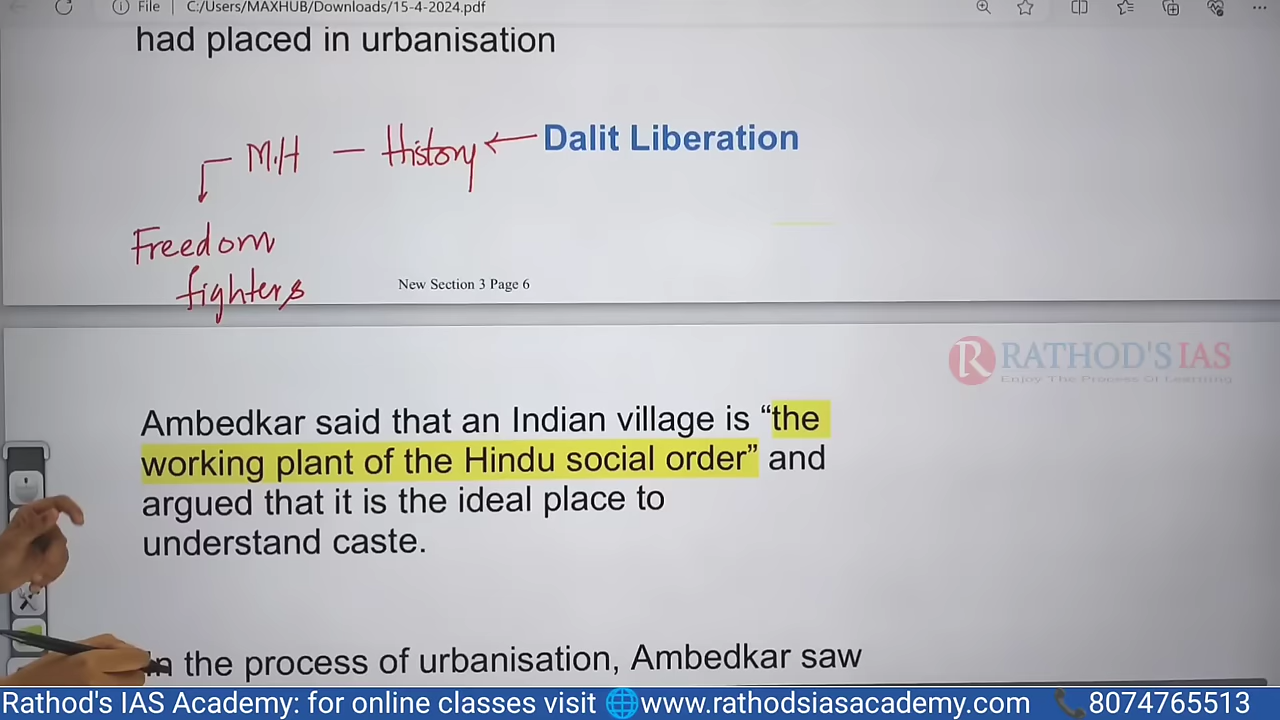 File | C:/Users/MAXHUB/Downloads/15-4-2024.pdf
had placed in urbanisation
M.H — History ← Dalit Liberation
Freedom
fighters
New Section 3 Page 6
RATHOD'S IAS
Enjoy The Process Of Learning
Ambedkar said that an Indian village is “the
working plant of the Hindu social order” and
argued that it is the ideal place to
understand caste.
In the process of urbanisation, Ambedkar saw
Rathod's IAS Academy: for online classes visit 🌐www.rathodsiasacademy.com 📞8074765513